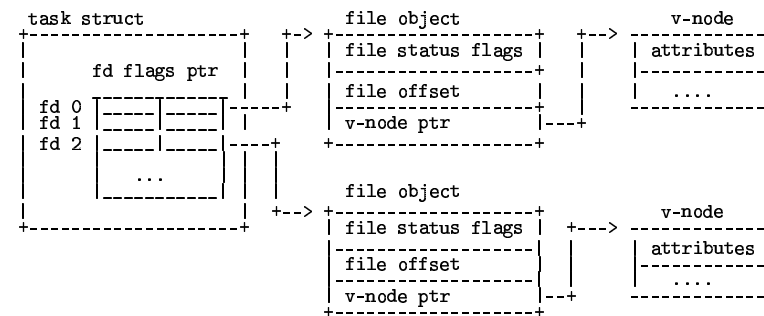 task struct
file object
v-node
file status flags
attributes
fd flags ptr
file offset
....
fd 0
fd 1
v-node ptr
fd 2
...
file object
v-node
file status flags
attributes
file offset
....
v-node ptr